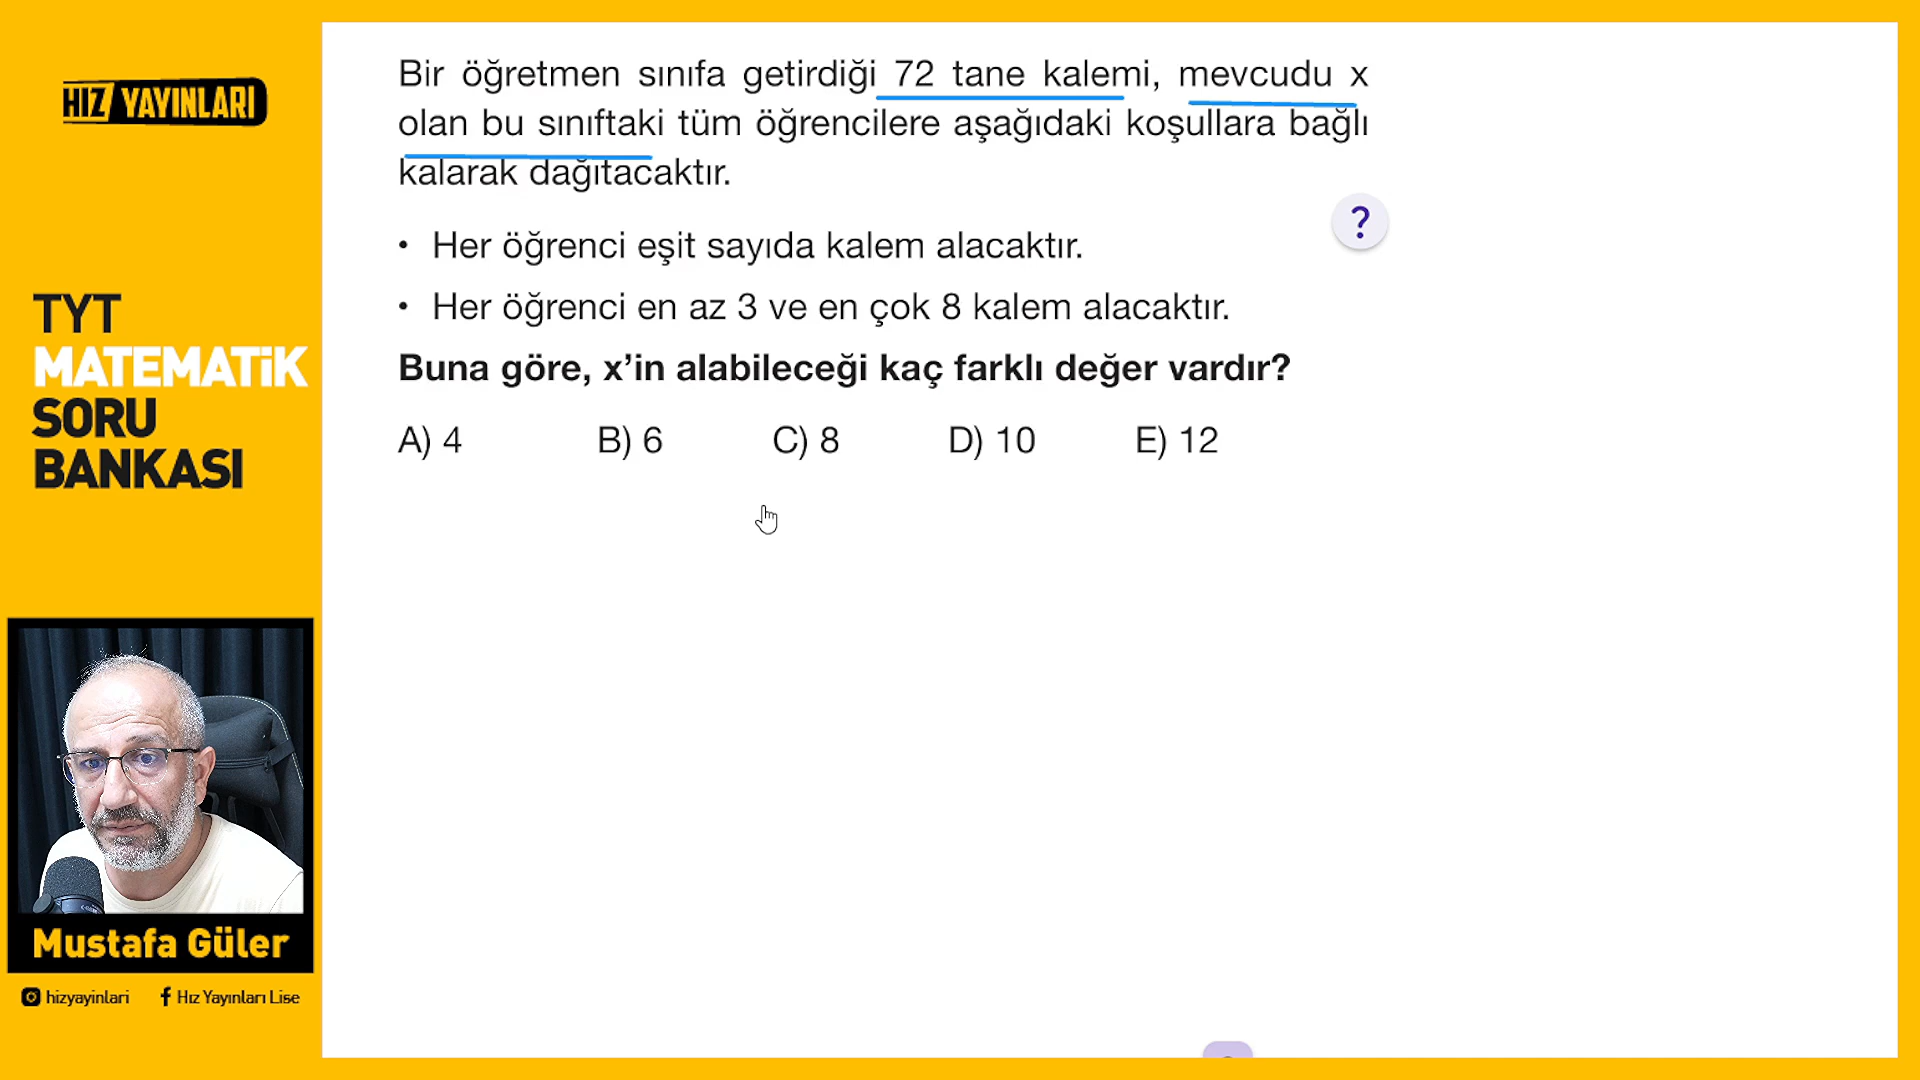 HIZ YAYINLARI
TYT
MATEMATİK
SORU
BANKASI
Bir öğretmen sınıfa getirdiği 72 tane kalemi, mevcudu x
olan bu sınıftaki tüm öğrencilere aşağıdaki koşullara bağlı
kalarak dağıtacaktır.
?
• Her öğrenci eşit sayıda kalem alacaktır.
• Her öğrenci en az 3 ve en çok 8 kalem alacaktır.
Buna göre, x’in alabileceği kaç farklı değer vardır?
A) 4 B) 6 C) 8 D) 10 E) 12
Mustafa Güler
hizyayinlari Hız Yayınları Lise